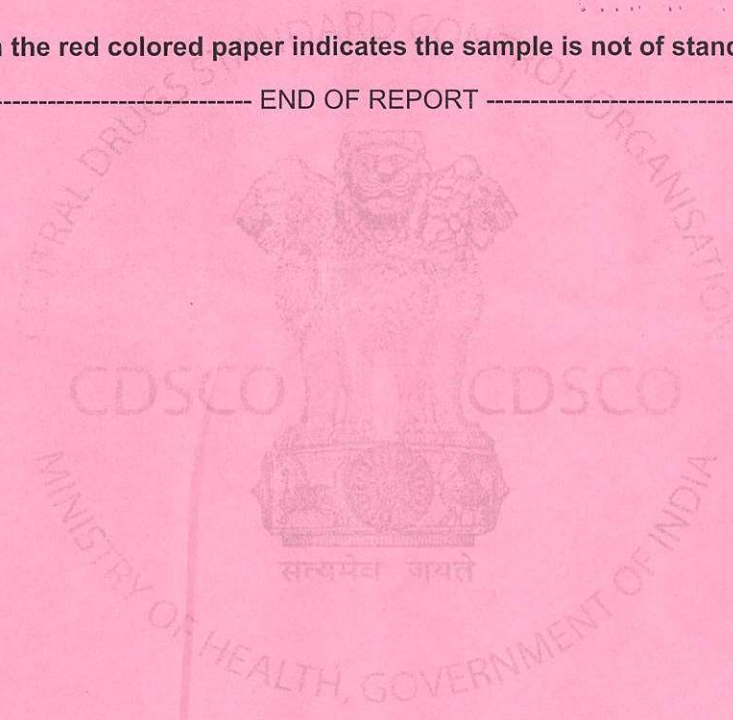 the red colored paper indicates the sample is not of
---------------------------- END OF REPORT ----------------------------
CENTRAL DRUGS STANDARD CONTROL ORGANISATION
CDSCO CDSCO
सत्यमेव जयते
MINISTRY OF HEALTH, GOVERNMENT OF INDIA